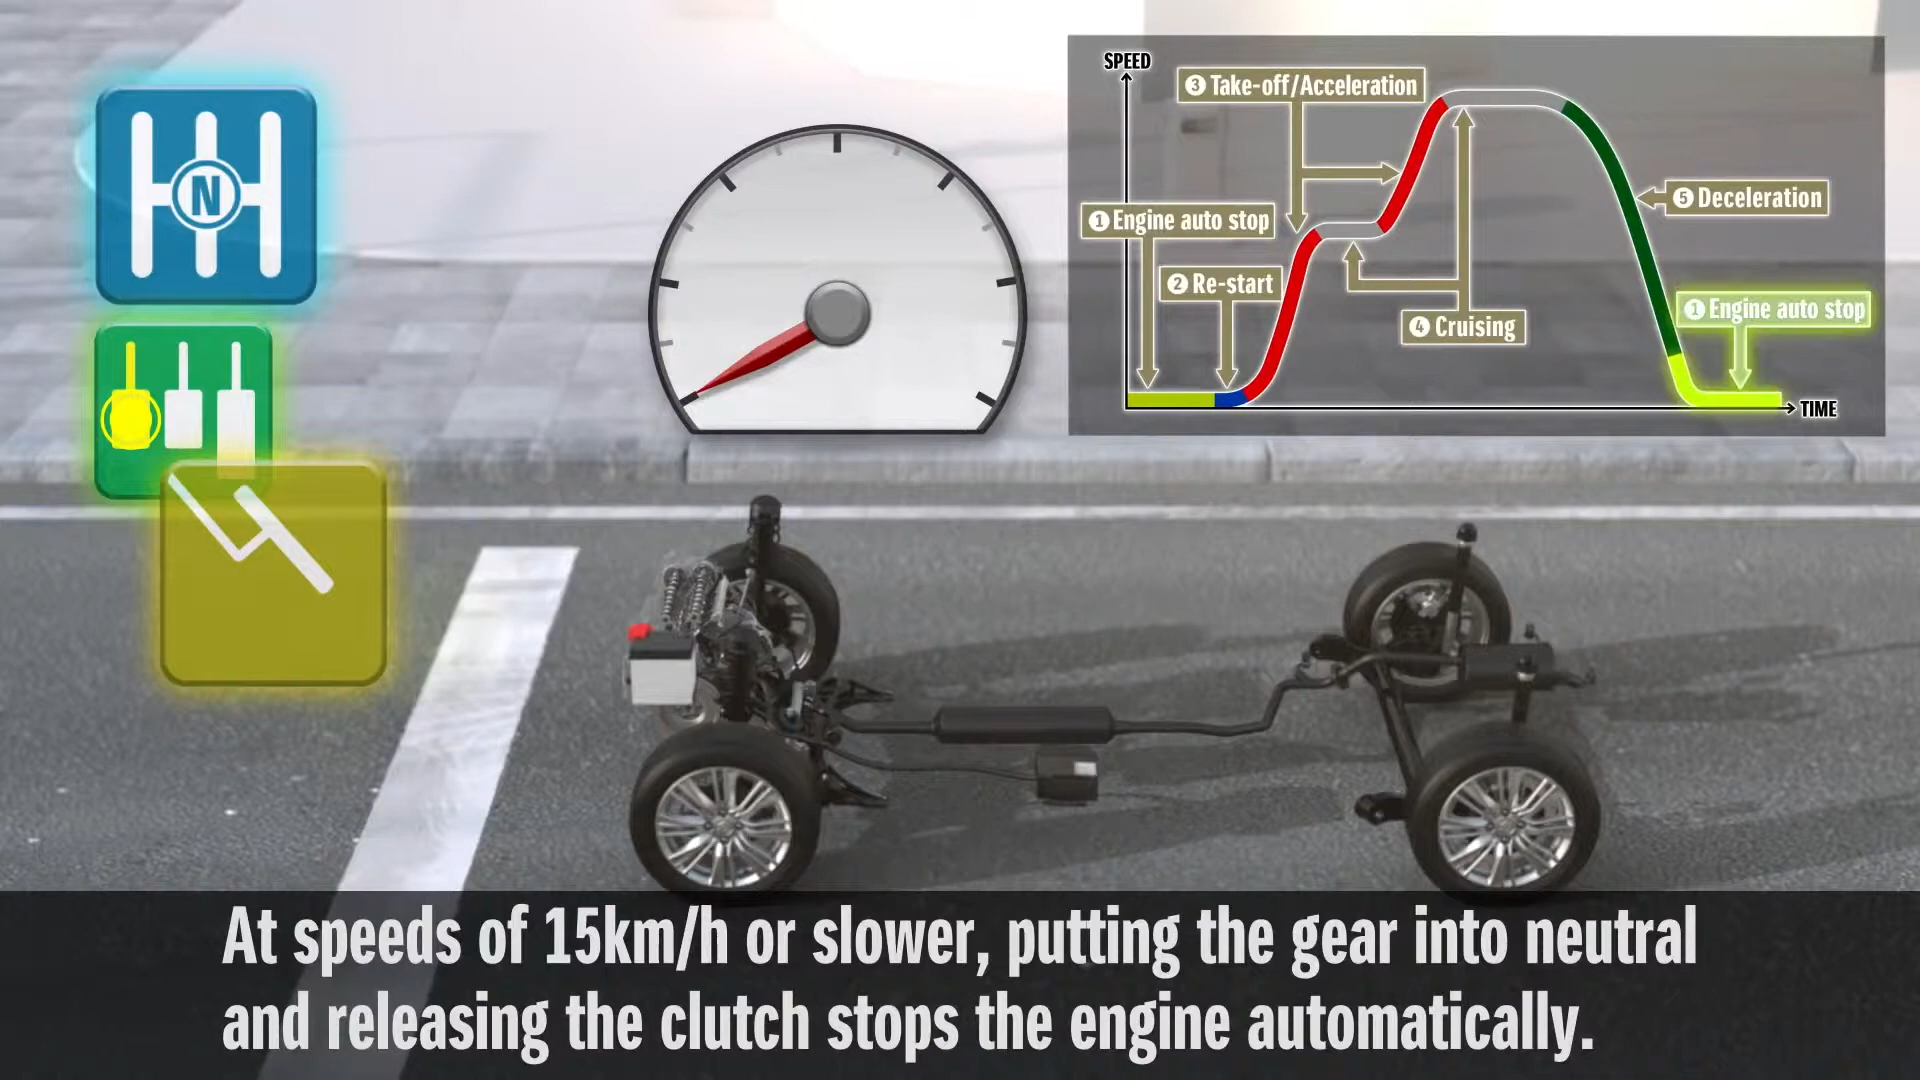 SPEED
❸ Take-off/Acceleration
N
❺ Deceleration
❶ Engine auto stop
❷ Re-start
❶ Engine auto stop
❹ Cruising
TIME
At speeds of 15km/h or slower, putting the gear into neutral
and releasing the clutch stops the engine automatically.